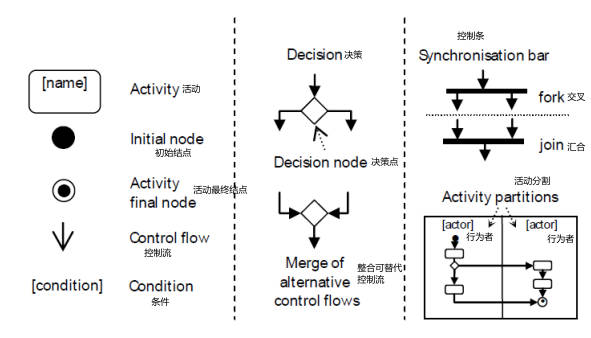 [name]
Activity 活动
Initial node
初始结点
Activity
final node
活动最终结点
Control flow
控制流
[condition]
Condition
条件
Decision 决策
Decision node 决策点
Merge of
alternative
control flows
整合可替代
控制流
控制条
Synchronisation bar
fork 交叉
join 汇合
活动分割
Activity partitions
[actor]
行为者
[actor]
行为者